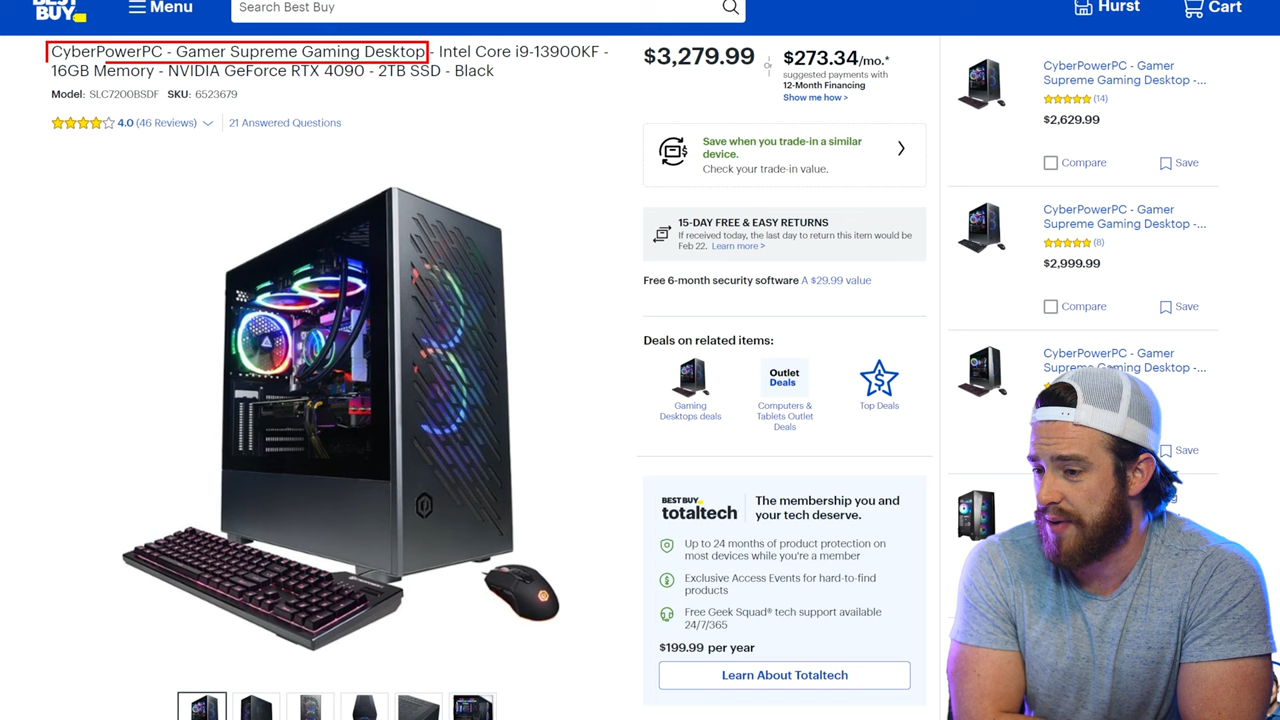 BEST
BUY
Menu
Search Best Buy
Hurst
Cart
CyberPowerPC - Gamer Supreme Gaming Desktop - Intel Core i9-13900KF -
16GB Memory - NVIDIA GeForce RTX 4090 - 2TB SSD - Black
Model: SLC7200BSDF SKU: 6523679
4.0 (46 Reviews)
21 Answered Questions
$3,279.99
or
$273.34/mo.*
suggested payments with
12-Month Financing
Show me how >
Save when you trade-in a similar
device.
Check your trade-in value.
15-DAY FREE & EASY RETURNS
If received today, the last day to return this item would be
Feb 22. Learn more >
Free 6-month security software A $29.99 value
Deals on related items:
Gaming
Desktops deals
Outlet
Deals
Computers &
Tablets Outlet
Deals
Top Deals
BEST BUY
totaltech
The membership you and
your tech deserve.
Up to 24 months of product protection on
most devices while you're a member
Exclusive Access Events for hard-to-find
products
Free Geek Squad® tech support available
24/7/365
$199.99 per year
Learn About Totaltech
CyberPowerPC - Gamer
Supreme Gaming Desktop -...
(14)
$2,629.99
Compare
Save
CyberPowerPC - Gamer
Supreme Gaming Desktop -...
(8)
$2,999.99
Compare
Save
CyberPowerPC - Gamer
Supreme Gaming Desktop -...
Save